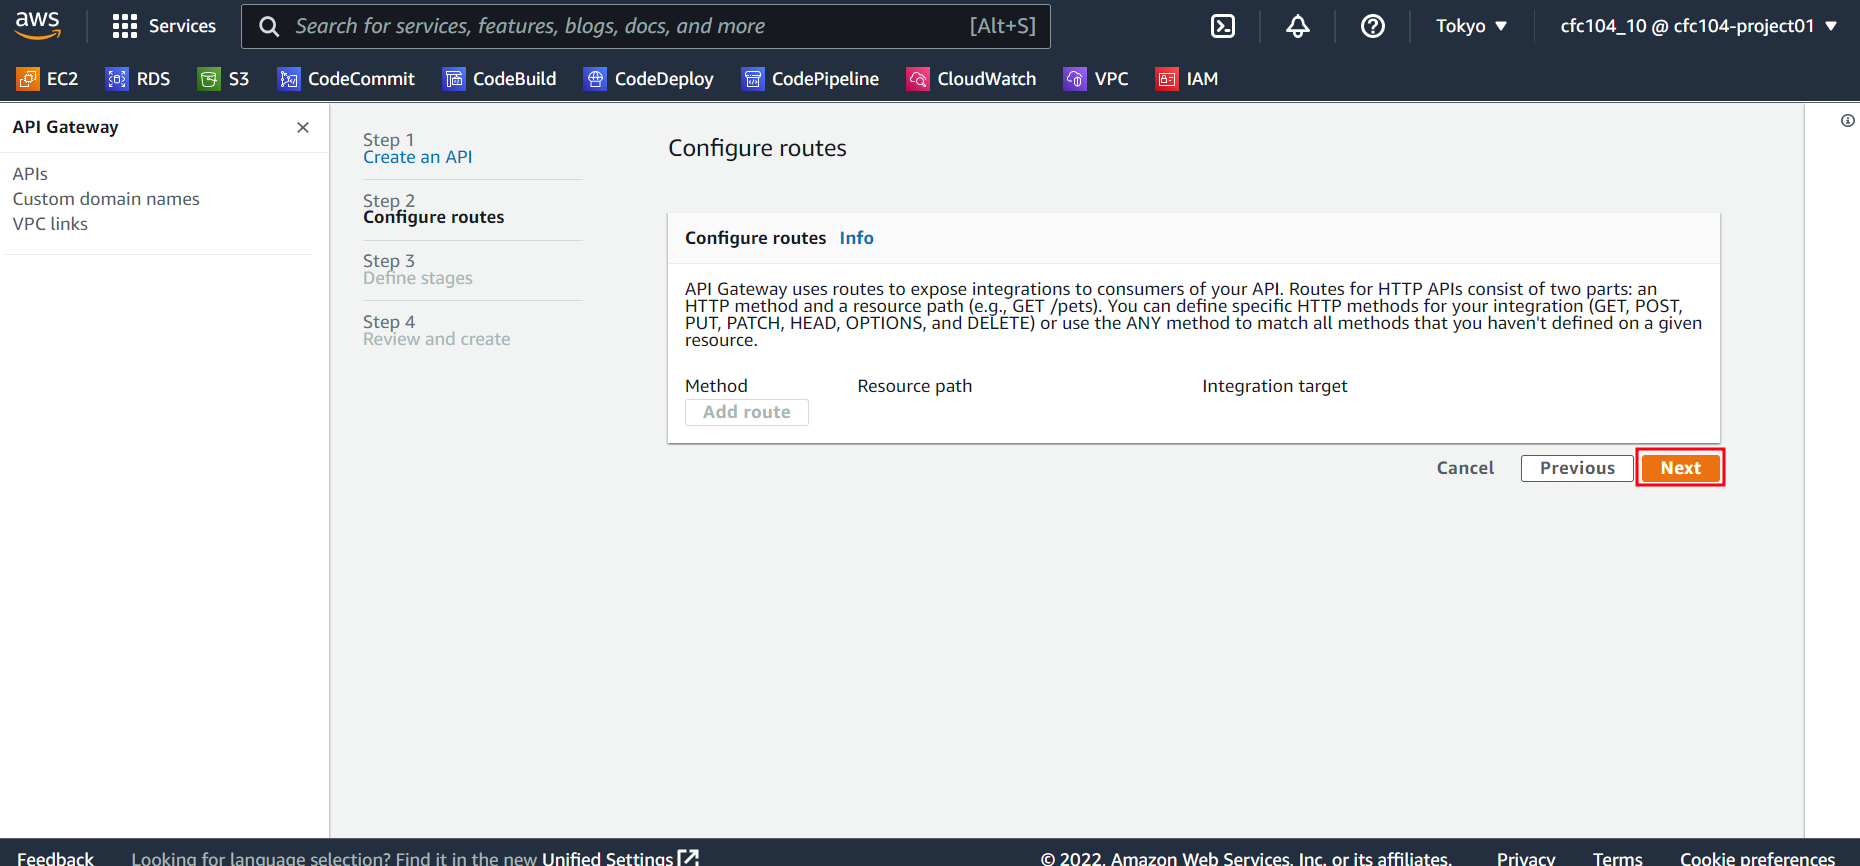 aws
Services
Search for services, features, blogs, docs, and more
[Alt+S]
Tokyo ▼
cfc104_10 @ cfc104-project01 ▼
EC2
RDS
S3
CodeCommit
CodeBuild
CodeDeploy
CodePipeline
CloudWatch
VPC
IAM
API Gateway
APIs
Custom domain names
VPC links
Step 1
Create an API
Step 2
Configure routes
Step 3
Define stages
Step 4
Review and create
Configure routes
Configure routes Info
API Gateway uses routes to expose integrations to consumers of your API. Routes for HTTP APIs consist of two parts: an
HTTP method and a resource path (e.g., GET /pets). You can define specific HTTP methods for your integration (GET, POST,
PUT, PATCH, HEAD, OPTIONS, and DELETE) or use the ANY method to match all methods that you haven't defined on a given
resource.
Method
Resource path
Integration target
Add route
Cancel
Previous
Next
Feedback
Looking for language selection? Find it in the new Unified Settings
© 2022, Amazon Web Services, Inc. or its affiliates.
Privacy
Terms
Cookie preferences